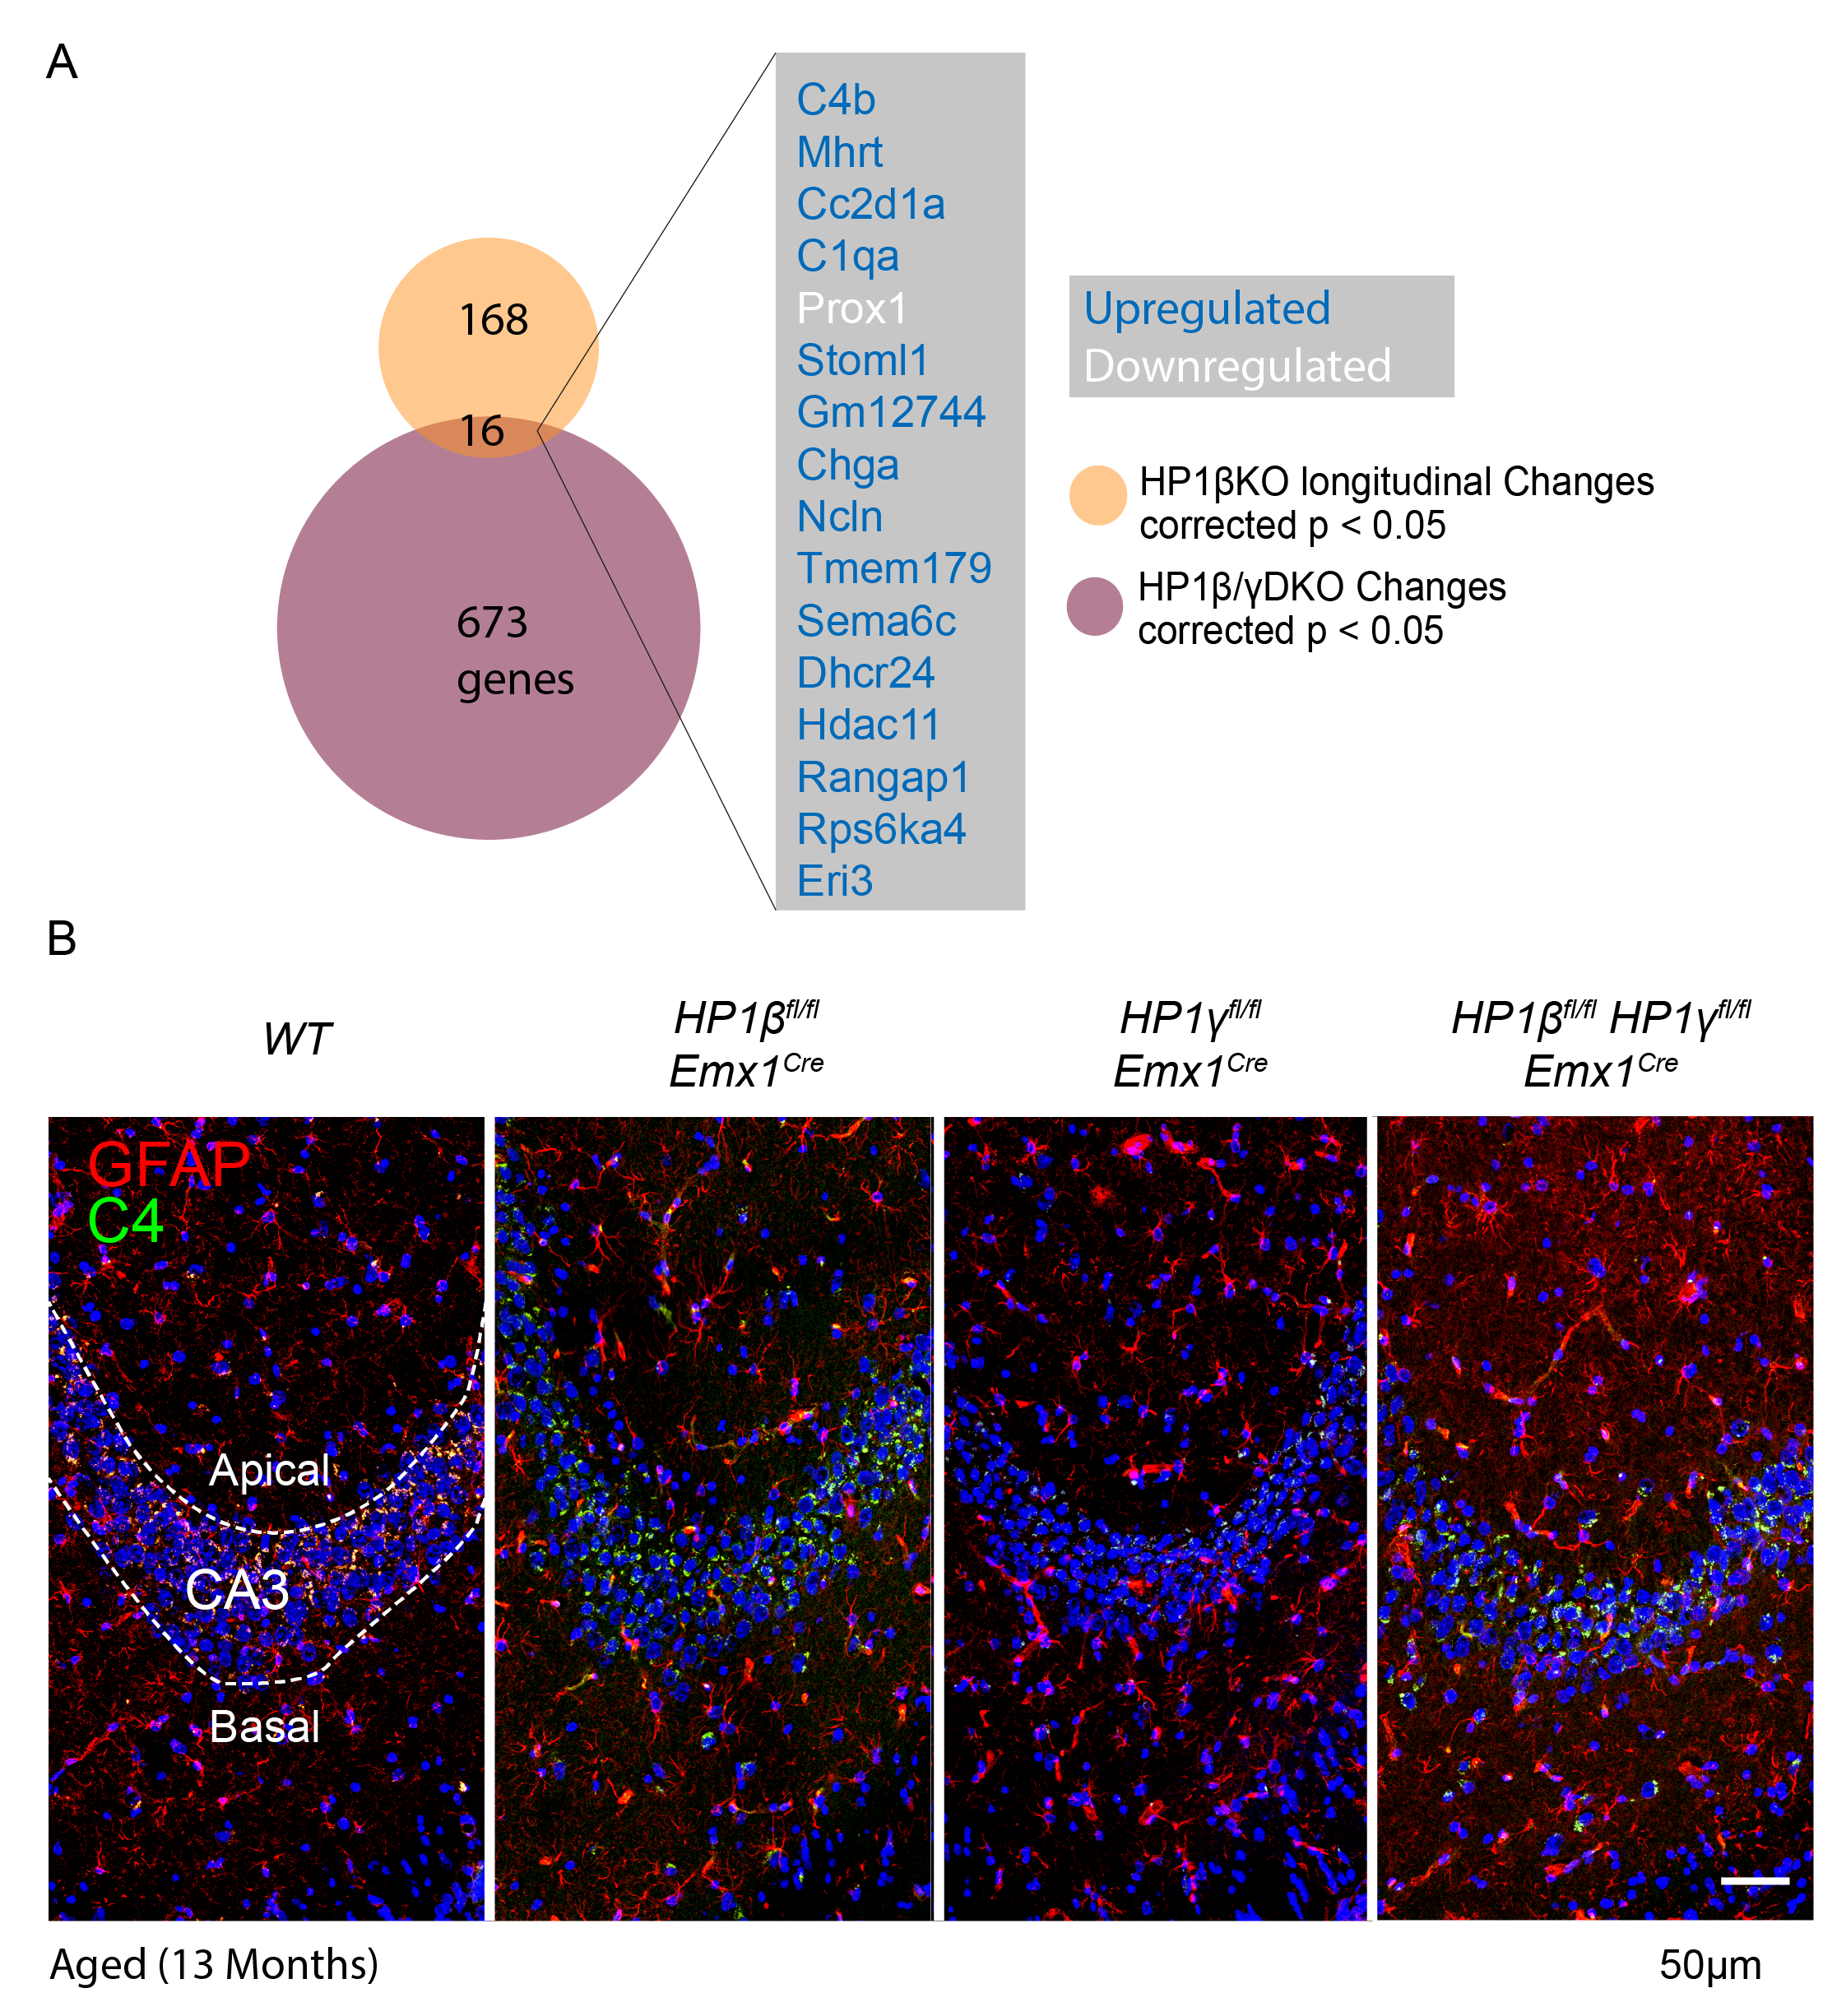 A
168
16
673
genes
C4b
Mhrt
Cc2d1a
C1qa
Prox1
Stoml1
Gm12744
Chga
Ncln
Tmem179
Sema6c
Dhcr24
Hdac11
Rangap1
Rps6ka4
Eri3
Upregulated
Downregulated
HP1βKO longitudinal Changes
corrected p < 0.05
HP1β/γDKO Changes
corrected p < 0.05
B
WT
HP1βfl/fl
Emx1Cre
HP1γfl/fl
Emx1Cre
HP1βfl/fl HP1γfl/fl
Emx1Cre
GFAP
C4
Apical
CA3
Basal
Aged (13 Months)
50µm